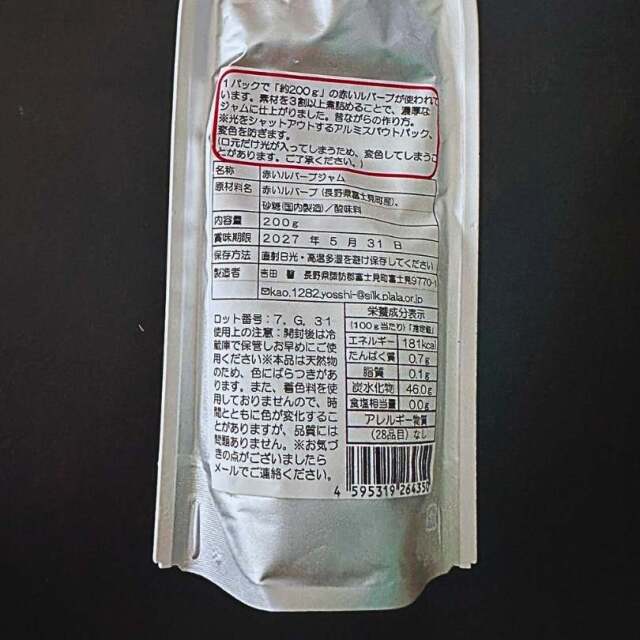 1パックで「約200g」の赤いルバーブが使われて
います。素材を3割以上煮詰めることで、濃厚な
ジャムに仕上がりました。昔ながらの作り方。
※光をシャットアウトするアルミスパウトパック、
変色を防ぎます。
(口元だけ光が入ってしまうため、変色してしまうこ
とがあります。ご了承ください。)
名称 赤いルバーブジャム
原材料名 赤いルバーブ(長野県富士見町産)、
砂糖(国内製造)/酸味料
内容量 200g
賞味期限 2027 年 5 月 31 日
保存方法 直射日光・高温多湿を避け保存してください
製造者 吉田 長野県諏訪郡富士見町富士見9770-1
✉kao.1282.yosshi-@silk.plala.or.jp
ロット番号:7. G. 31
使用上の注意:開封後は冷
蔵庫で保管しお早めにご使
用ください※本品は天然物
のため、色にばらつきがあ
ります。また、着色料を使
用しておりませんので、時
間とともに色が変化するこ
とがありますが、品質には
問題ありません。※お気づ
きの点がございましたら
メールでご連絡ください。
栄養成分表示
(100g当たり)「推定値」
エネルギー 181kcal
たんぱく質 0.7g
脂質 0.1g
炭水化物 46.0g
食塩相当量 0.0g
アレルギー物質
(28品目)なし
4 595319 264350